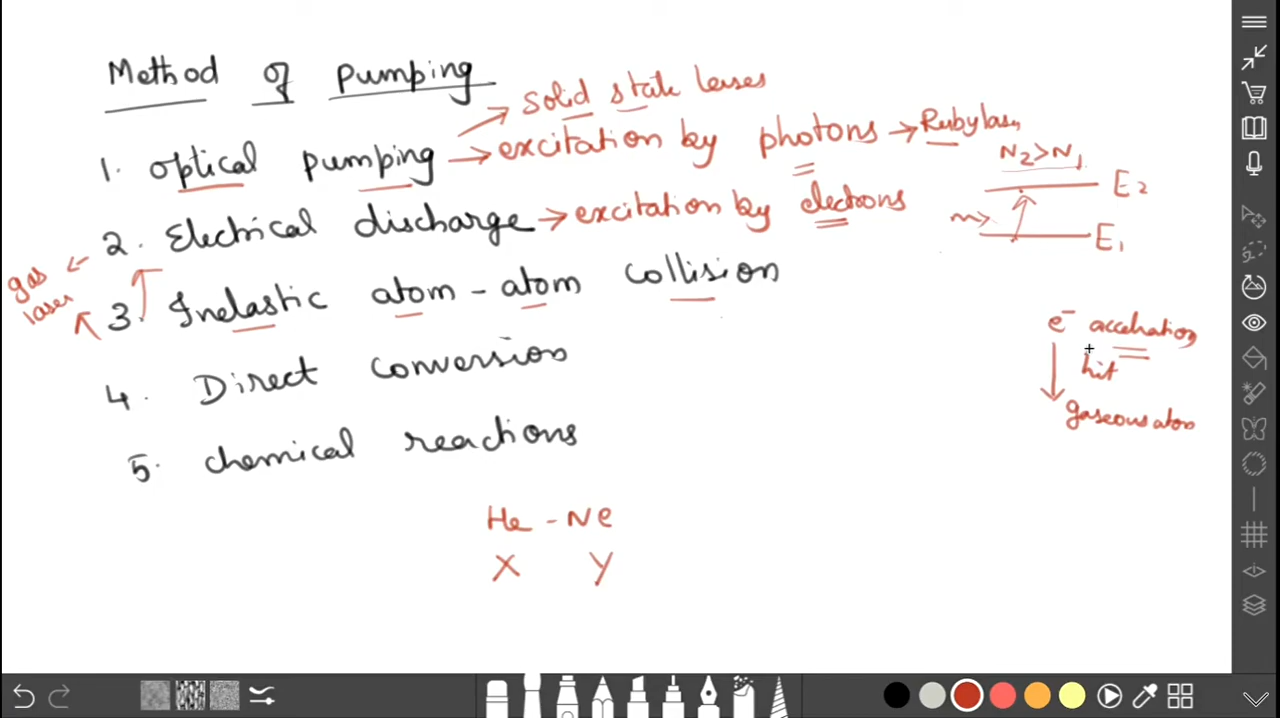 Method of Pumping
→ solid state lasers
1. optical pumping → excitation by photons → Ruby laser
N2>N1
E2
2. Electrical discharge → excitation by electrons
E1
gas laser
3. Inelastic atom - atom collision
e- accelration
hit
gaseous atom
4. Direct conversion
5. chemical reactions
He - Ne
X Y